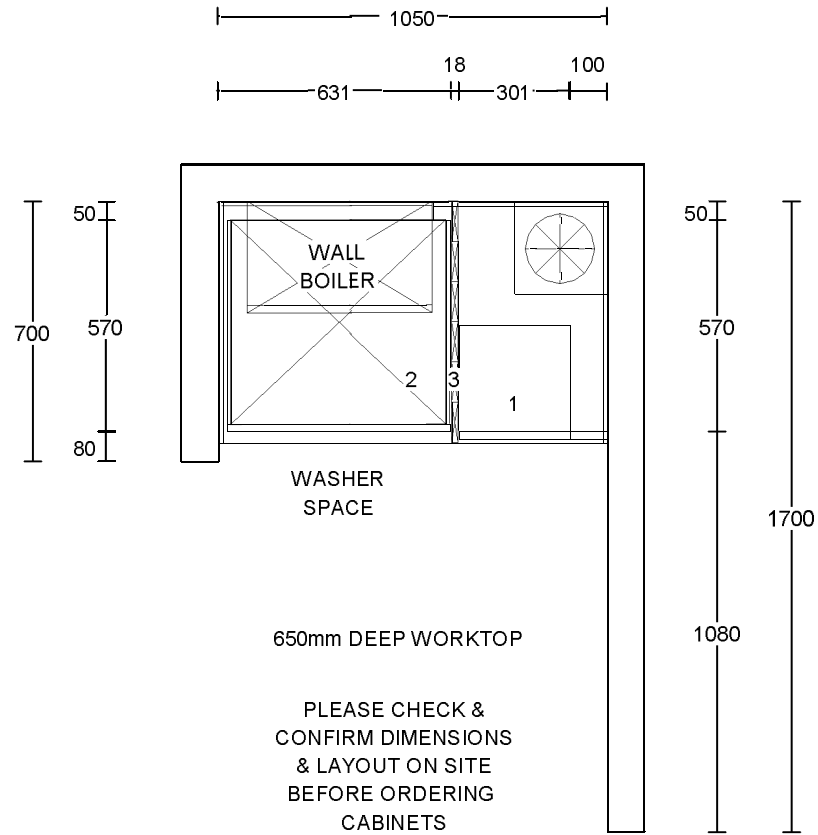 1050
18
100
631
301
50
50
WALL
BOILER
700
570
570
2
3
1
80
WASHER
SPACE
1700
650mm DEEP WORKTOP
1080
PLEASE CHECK &
CONFIRM DIMENSIONS
& LAYOUT ON SITE
BEFORE ORDERING
CABINETS